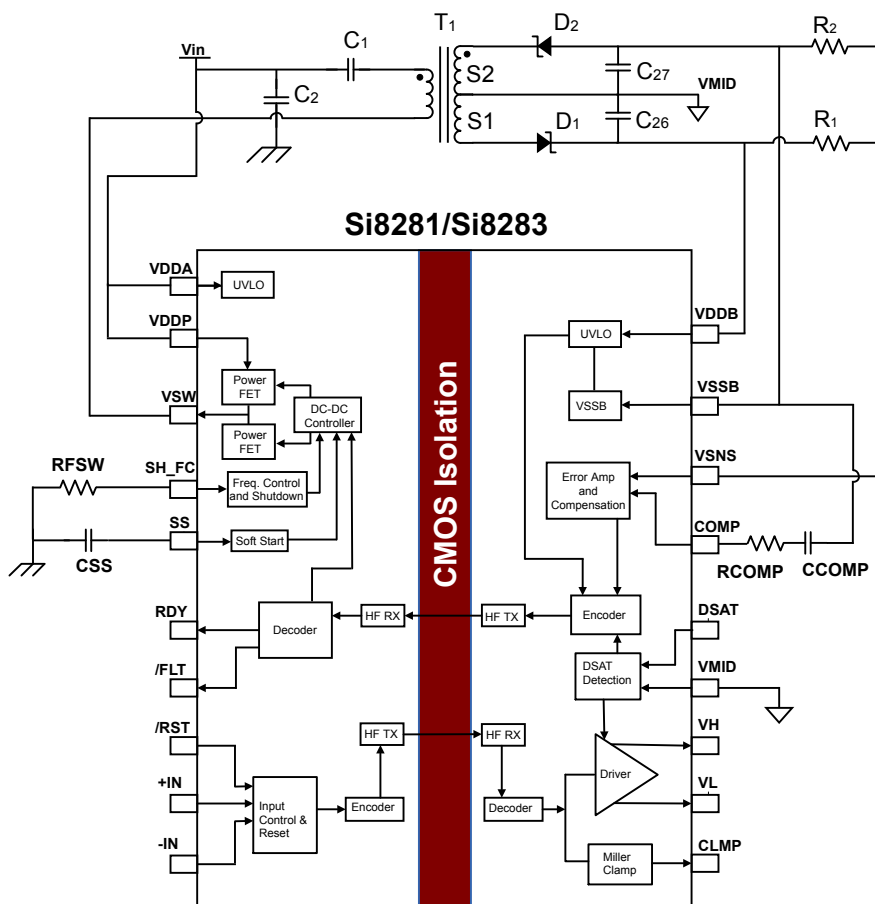 Vin
C1
T1
D2
R2
C2
S2
C27
VMID
S1
D1
C26
R1
Si8281/Si8283
VDDA
UVLO
VDDP
VDDB
UVLO
Power
FET
VSW
DC-DC
Controller
VSSB
VSSB
Power
FET
RFSW
SH_FC
Freq. Control
and Shutdown
VSNS
Error Amp
and
Compensation
SS
CSS
Soft Start
COMP
RCOMP
CCOMP
CMOS Isolation
RDY
Decoder
HF RX
HF TX
Encoder
DSAT
/FLT
DSAT
Detection
VMID
/RST
HF TX
HF RX
VH
+IN
Input
Control &
Reset
Encoder
Decoder
Driver
VL
-IN
Miller
Clamp
CLMP